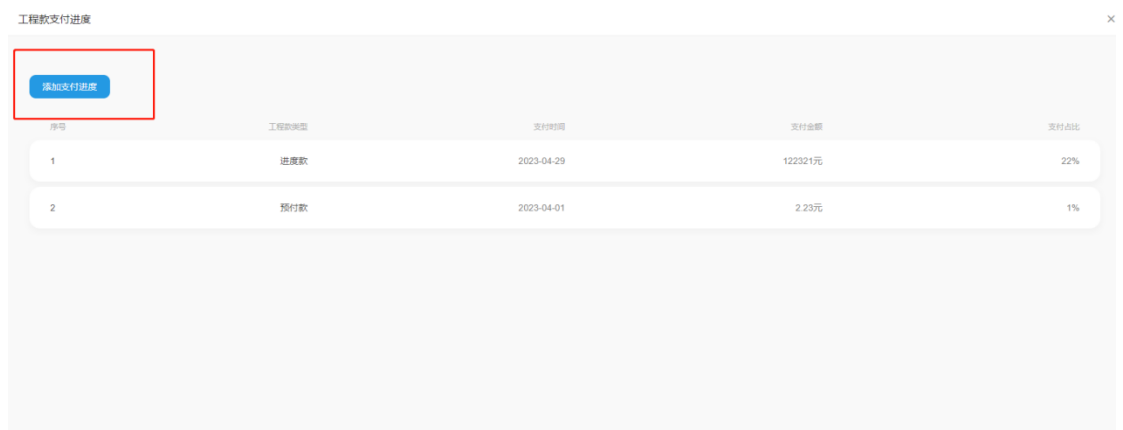 工程款支付进度 ×
添加支付进度
序号 工程款类型 支付时间 支付金额 支付占比
1 进度款 2023-04-29 122321元 22%
2 预付款 2023-04-01 2.23元 1%